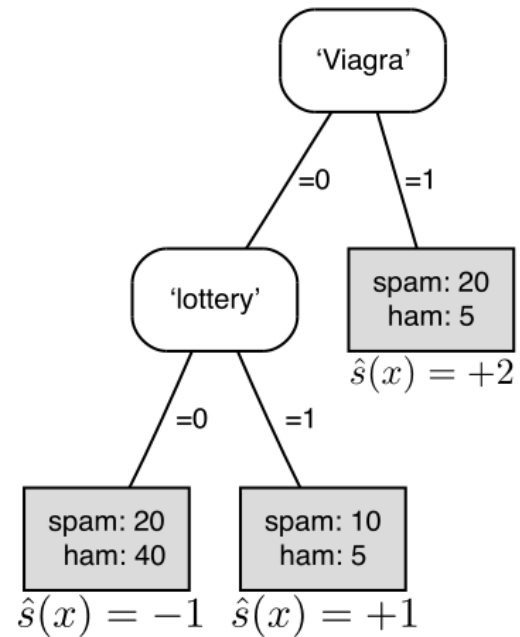 ‘Viagra’
=0
=1
‘lottery’
spam: 20
ham: 5
ŝ(x) = +2
=0
=1
spam: 20
ham: 40
ŝ(x) = −1
spam: 10
ham: 5
ŝ(x) = +1